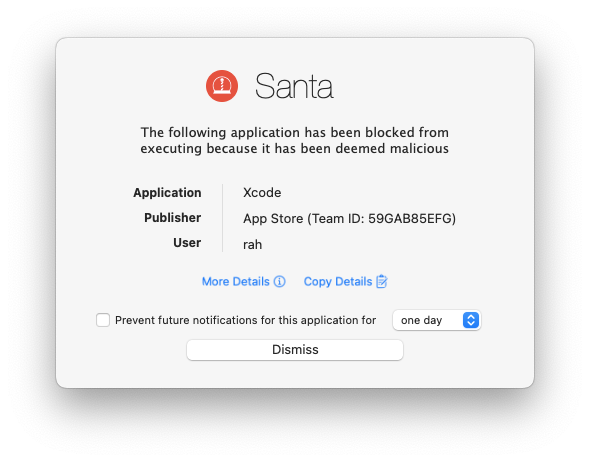 Santa
The following application has been blocked from
executing because it has been deemed malicious
Application Xcode
Publisher App Store (Team ID: 59GAB85EFG)
User rah
More Details Copy Details
Prevent future notifications for this application for one day
Dismiss